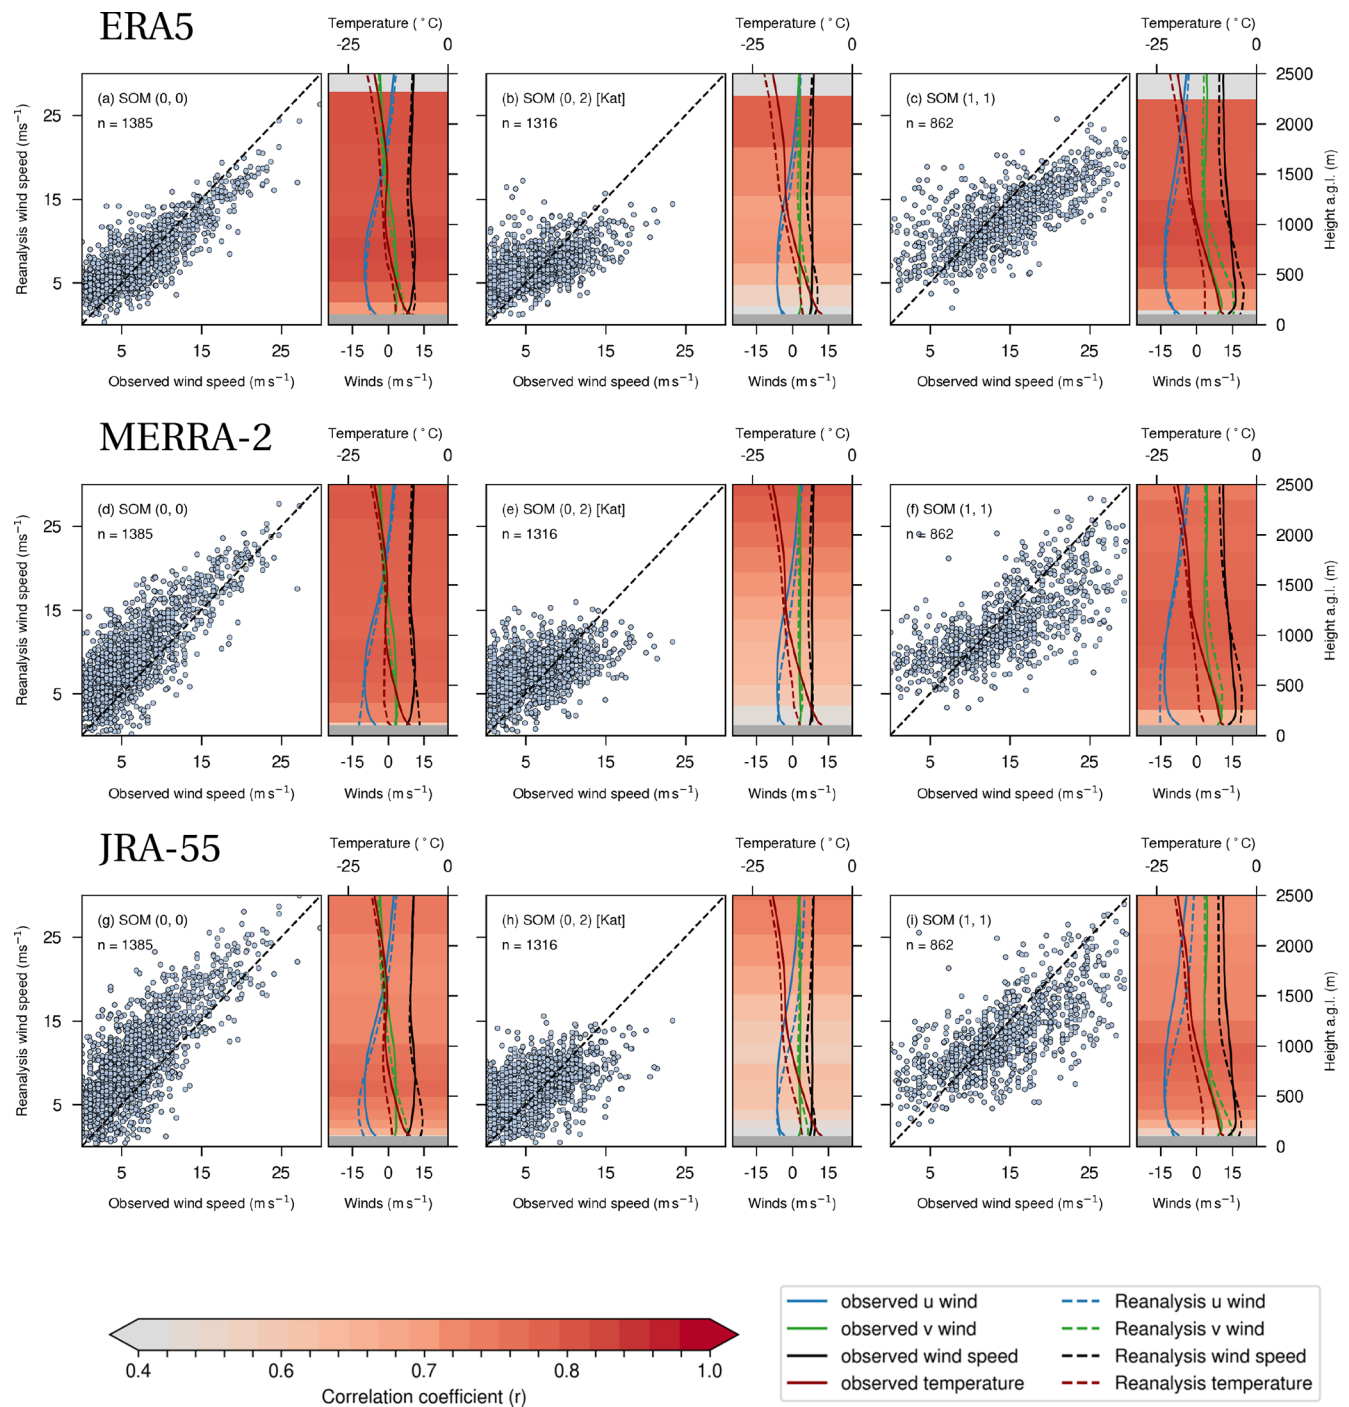 ERA5
Temperature (°C)
-25 0
Temperature (°C)
-25 0
Temperature (°C)
-25 0
Reanalysis wind speed (ms⁻¹)
25
15
5
(a) SOM (0, 0)
n = 1385
(b) SOM (0, 2) [Kat]
n = 1316
(c) SOM (1, 1)
n = 862
2500
2000
1500
1000
500
0
Height a.g.l. (m)
5 15 25
-15 0 15
5 15 25
-15 0 15
5 15 25
-15 0 15
Observed wind speed (m s⁻¹)
Winds (m s⁻¹)
Observed wind speed (m s⁻¹)
Winds (m s⁻¹)
Observed wind speed (m s⁻¹)
Winds (m s⁻¹)
MERRA-2
Temperature (°C)
-25 0
Temperature (°C)
-25 0
Temperature (°C)
-25 0
Reanalysis wind speed (ms⁻¹)
25
15
5
(d) SOM (0, 0)
n = 1385
(e) SOM (0, 2) [Kat]
n = 1316
(f) SOM (1, 1)
n = 862
2500
2000
1500
1000
500
0
Height a.g.l. (m)
5 15 25
-15 0 15
5 15 25
-15 0 15
5 15 25
-15 0 15
Observed wind speed (m s⁻¹)
Winds (m s⁻¹)
Observed wind speed (m s⁻¹)
Winds (m s⁻¹)
Observed wind speed (m s⁻¹)
Winds (m s⁻¹)
JRA-55
Temperature (°C)
-25 0
Temperature (°C)
-25 0
Temperature (°C)
-25 0
Reanalysis wind speed (ms⁻¹)
25
15
5
(g) SOM (0, 0)
n = 1385
(h) SOM (0, 2) [Kat]
n = 1316
(i) SOM (1, 1)
n = 862
2500
2000
1500
1000
500
0
Height a.g.l. (m)
5 15 25
-15 0 15
5 15 25
-15 0 15
5 15 25
-15 0 15
Observed wind speed (m s⁻¹)
Winds (m s⁻¹)
Observed wind speed (m s⁻¹)
Winds (m s⁻¹)
Observed wind speed (m s⁻¹)
Winds (m s⁻¹)
0.4 0.6 0.7 0.8 1.0
Correlation coefficient (r)
observed u wind
observed v wind
observed wind speed
observed temperature
Reanalysis u wind
Reanalysis v wind
Reanalysis wind speed
Reanalysis temperature